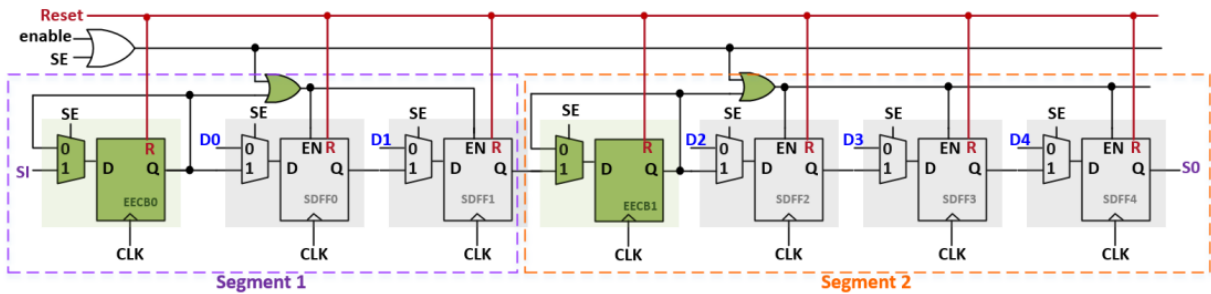 Reset
enable
SE
SE SE SE SE SE SE SE
D0 D1 D2 D3 D4
R EN R EN R R EN R EN R EN R
0 0 0 0 0 0 0
SI 1 D Q 1 D Q 1 D Q 1 D Q 1 D Q 1 D Q 1 D Q S0
EECB0 SDFF0 SDFF1 EECB1 SDFF2 SDFF3 SDFF4
CLK CLK CLK CLK CLK CLK CLK
Segment 1 Segment 2